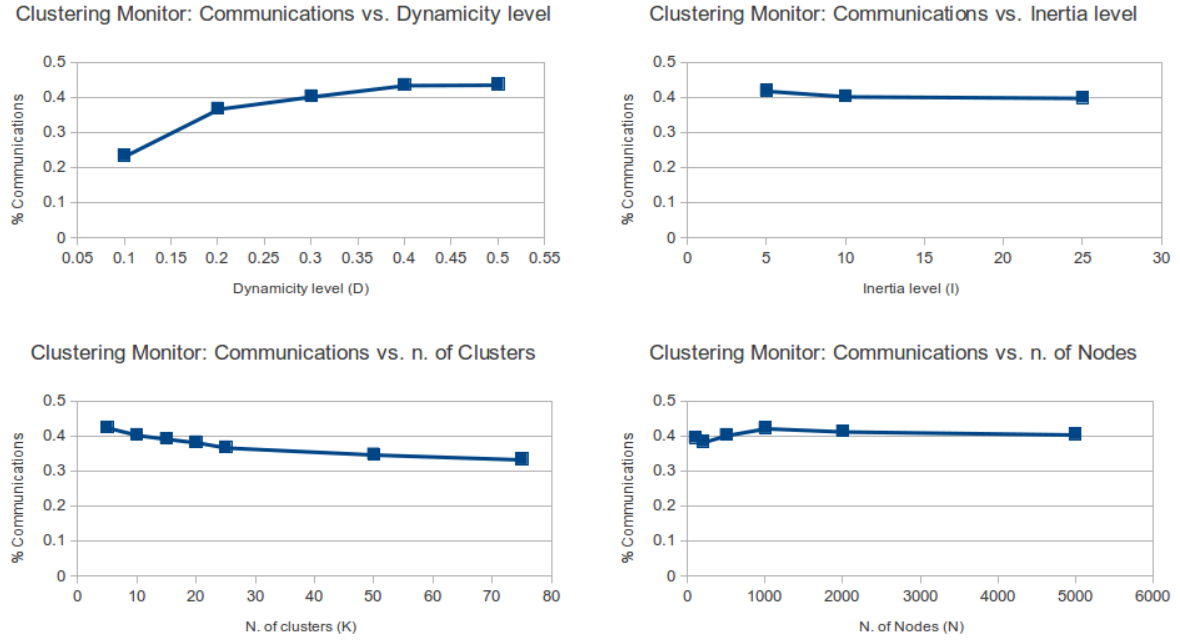 Clustering Monitor: Communications vs. Dynamicity level
0.5
0.4
0.3
0.2
0.1
0
% Communications
0.05 0.1 0.15 0.2 0.25 0.3 0.35 0.4 0.45 0.5 0.55
Dynamicity level (D)
Clustering Monitor: Communications vs. Inertia level
0.5
0.4
0.3
0.2
0.1
0
% Communications
0 5 10 15 20 25 30
Inertia level (I)
Clustering Monitor: Communications vs. n. of Clusters
0.5
0.4
0.3
0.2
0.1
0
% Communications
0 10 20 30 40 50 60 70 80
N. of clusters (K)
Clustering Monitor: Communications vs. n. of Nodes
0.5
0.4
0.3
0.2
0.1
0
% Communications
0 1000 2000 3000 4000 5000 6000
N. of Nodes (N)